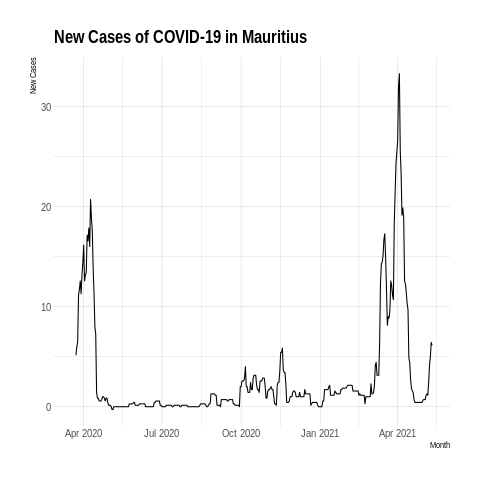 New Cases of COVID-19 in Mauritius
New Cases
30
20
10
0
Apr 2020 Jul 2020 Oct 2020 Jan 2021 Apr 2021
Month